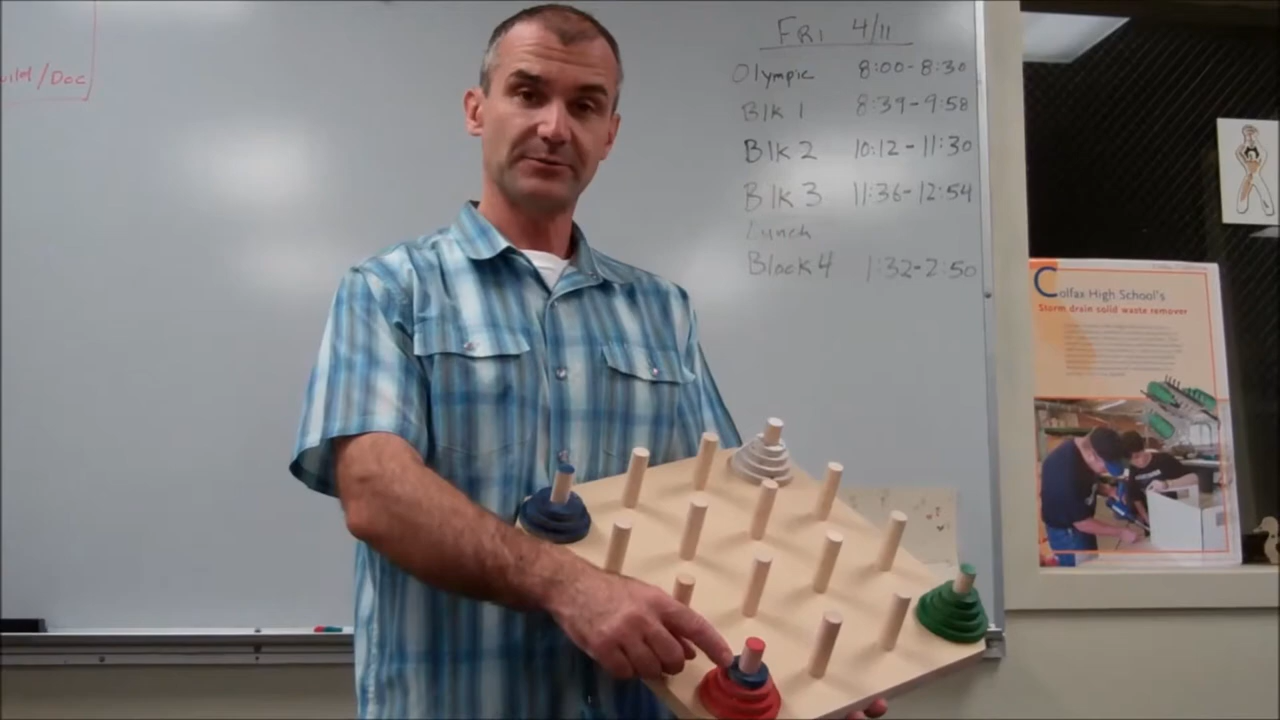 /Doc
FRI 4/11
Olympic 8:00-8:30
Blk 1 8:39-9:58
Blk 2 10:12-11:30
Blk 3 11:36-12:54
Lunch
Block 4 1:32-2:50
Colfax High School's
Storm drain solid waste remover